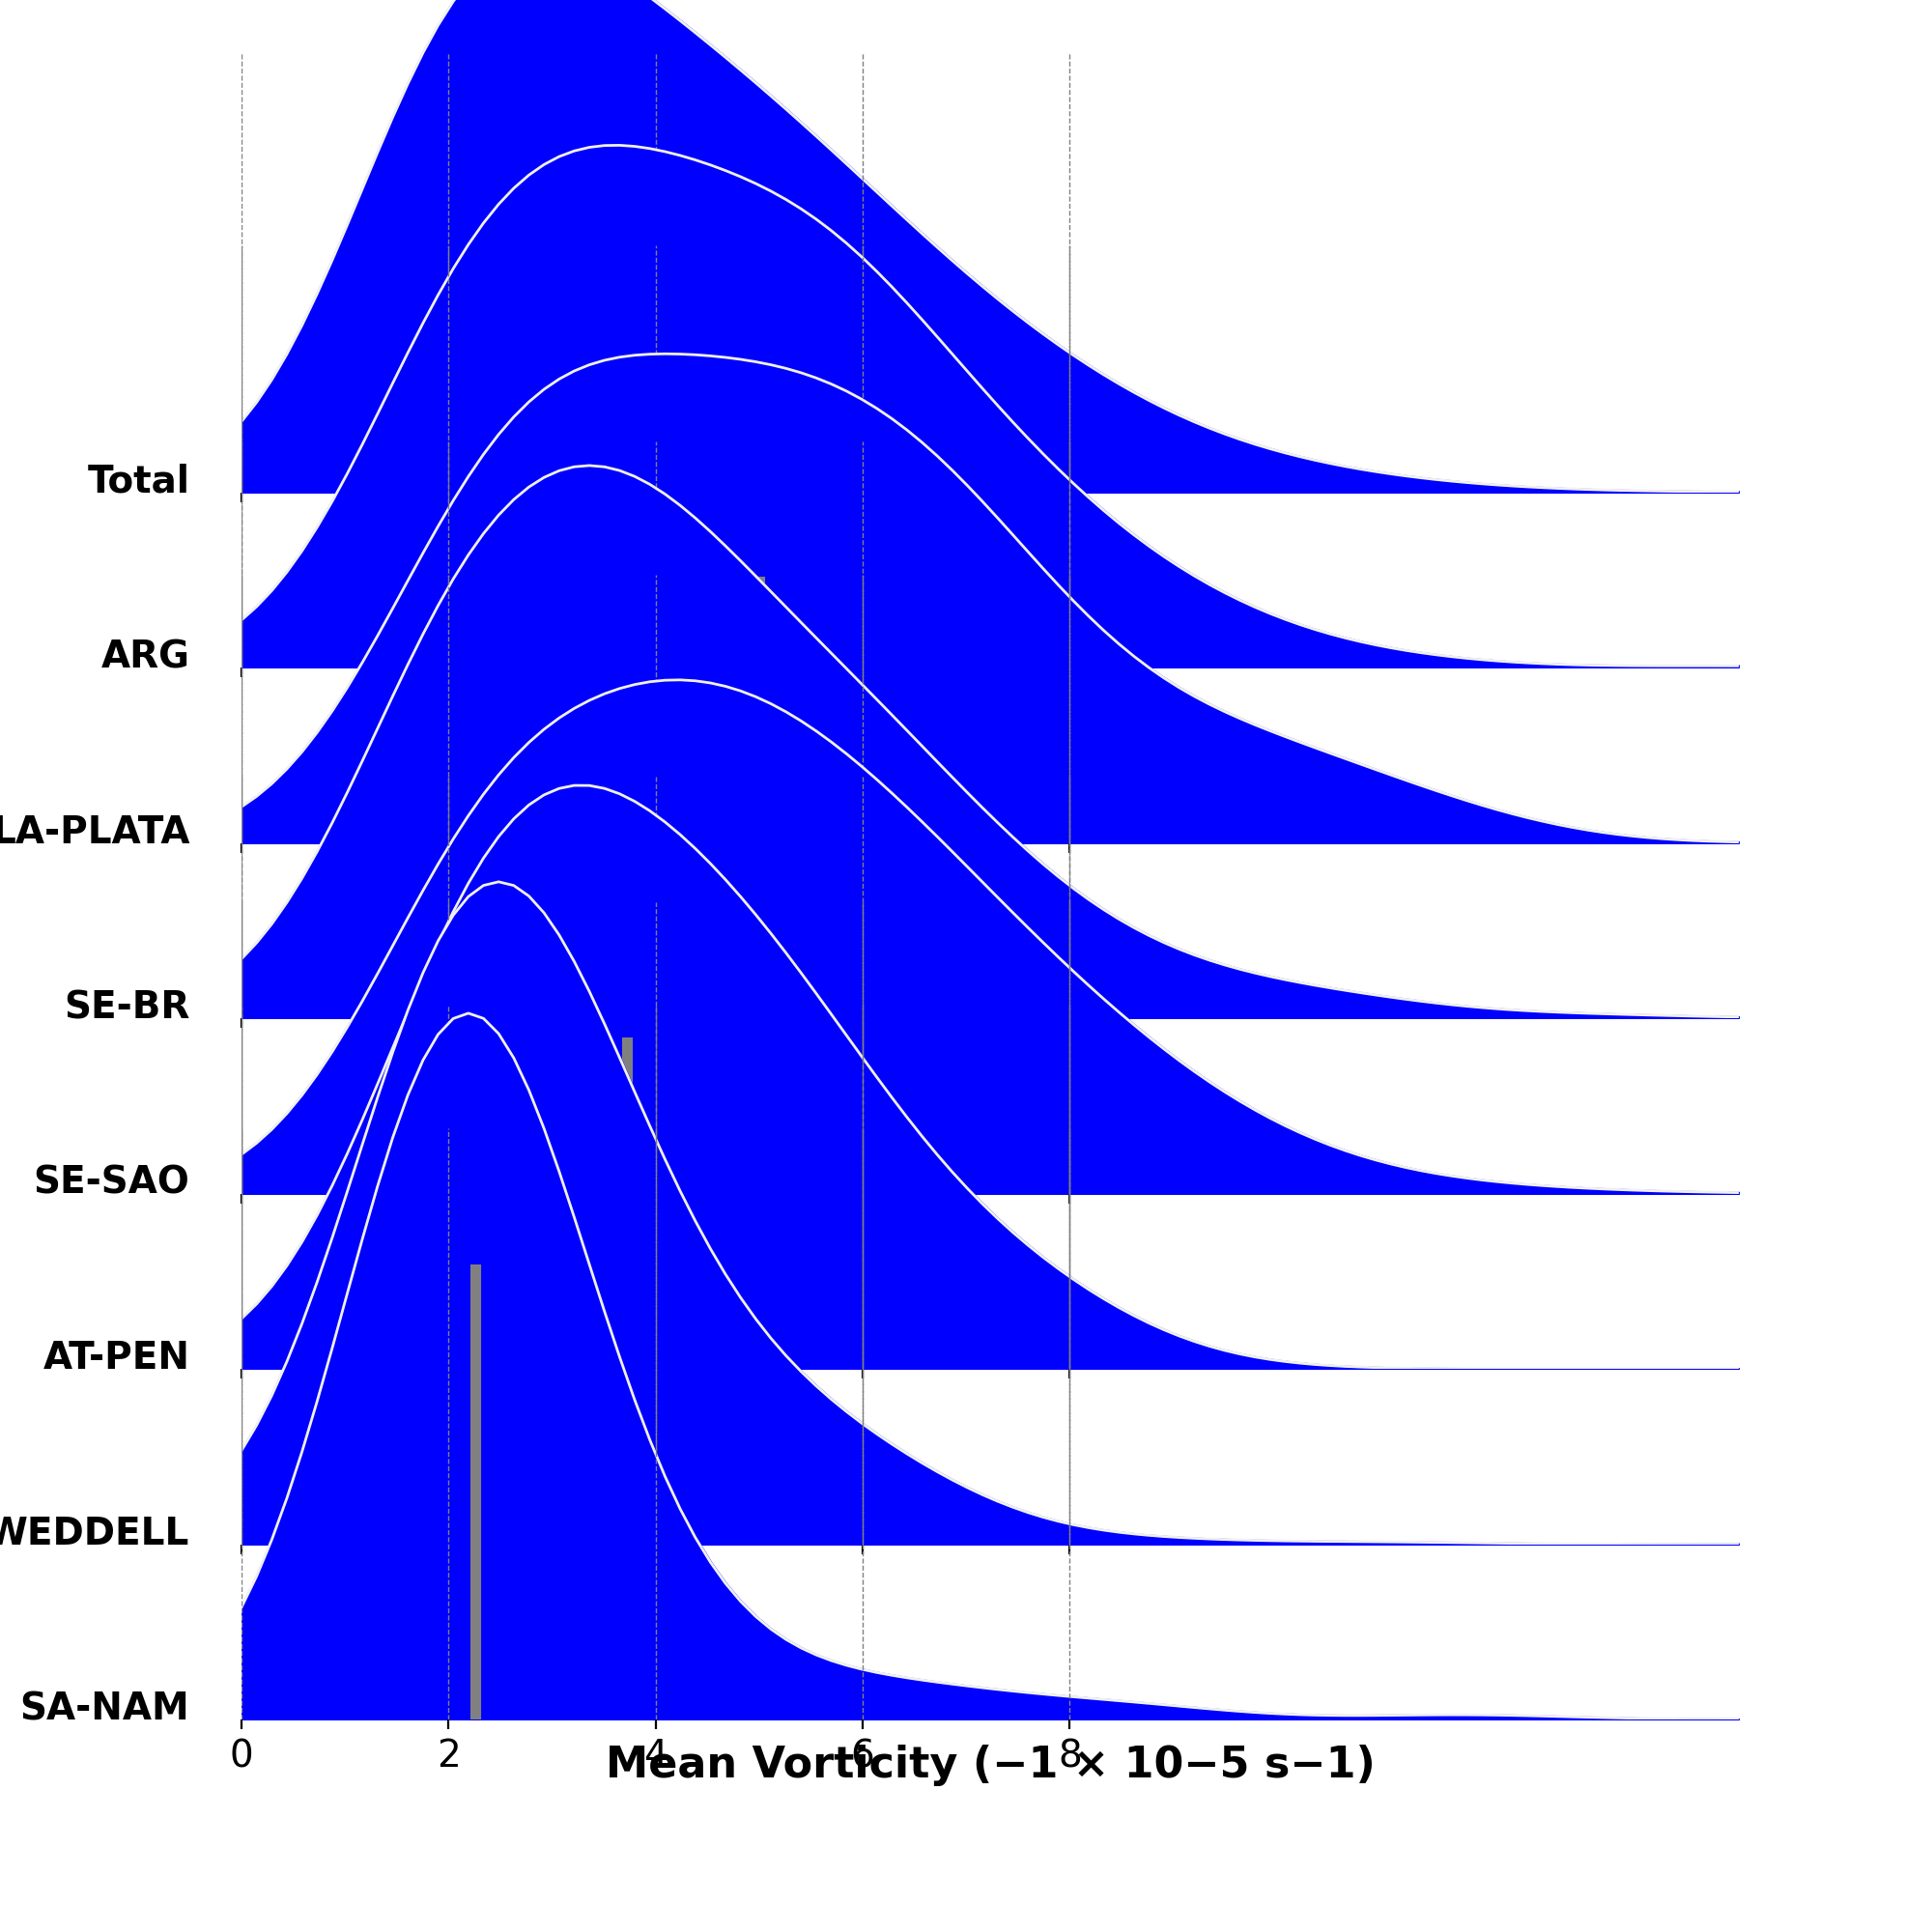 Total
ARG
LA-PLATA
SE-BR
SE-SAO
AT-PEN
WEDDELL
SA-NAM
0 2 4 6 8
Mean Vorticity (−1 × 10−5 s−1)